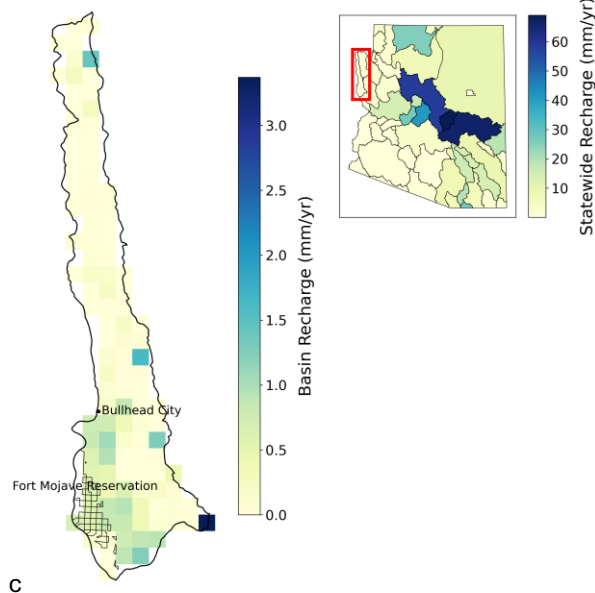 Bullhead City
Fort Mojave Reservation
3.0
2.5
2.0
1.5
1.0
0.5
0.0
Basin Recharge (mm/yr)
60
50
40
30
20
10
Statewide Recharge (mm/yr)
c